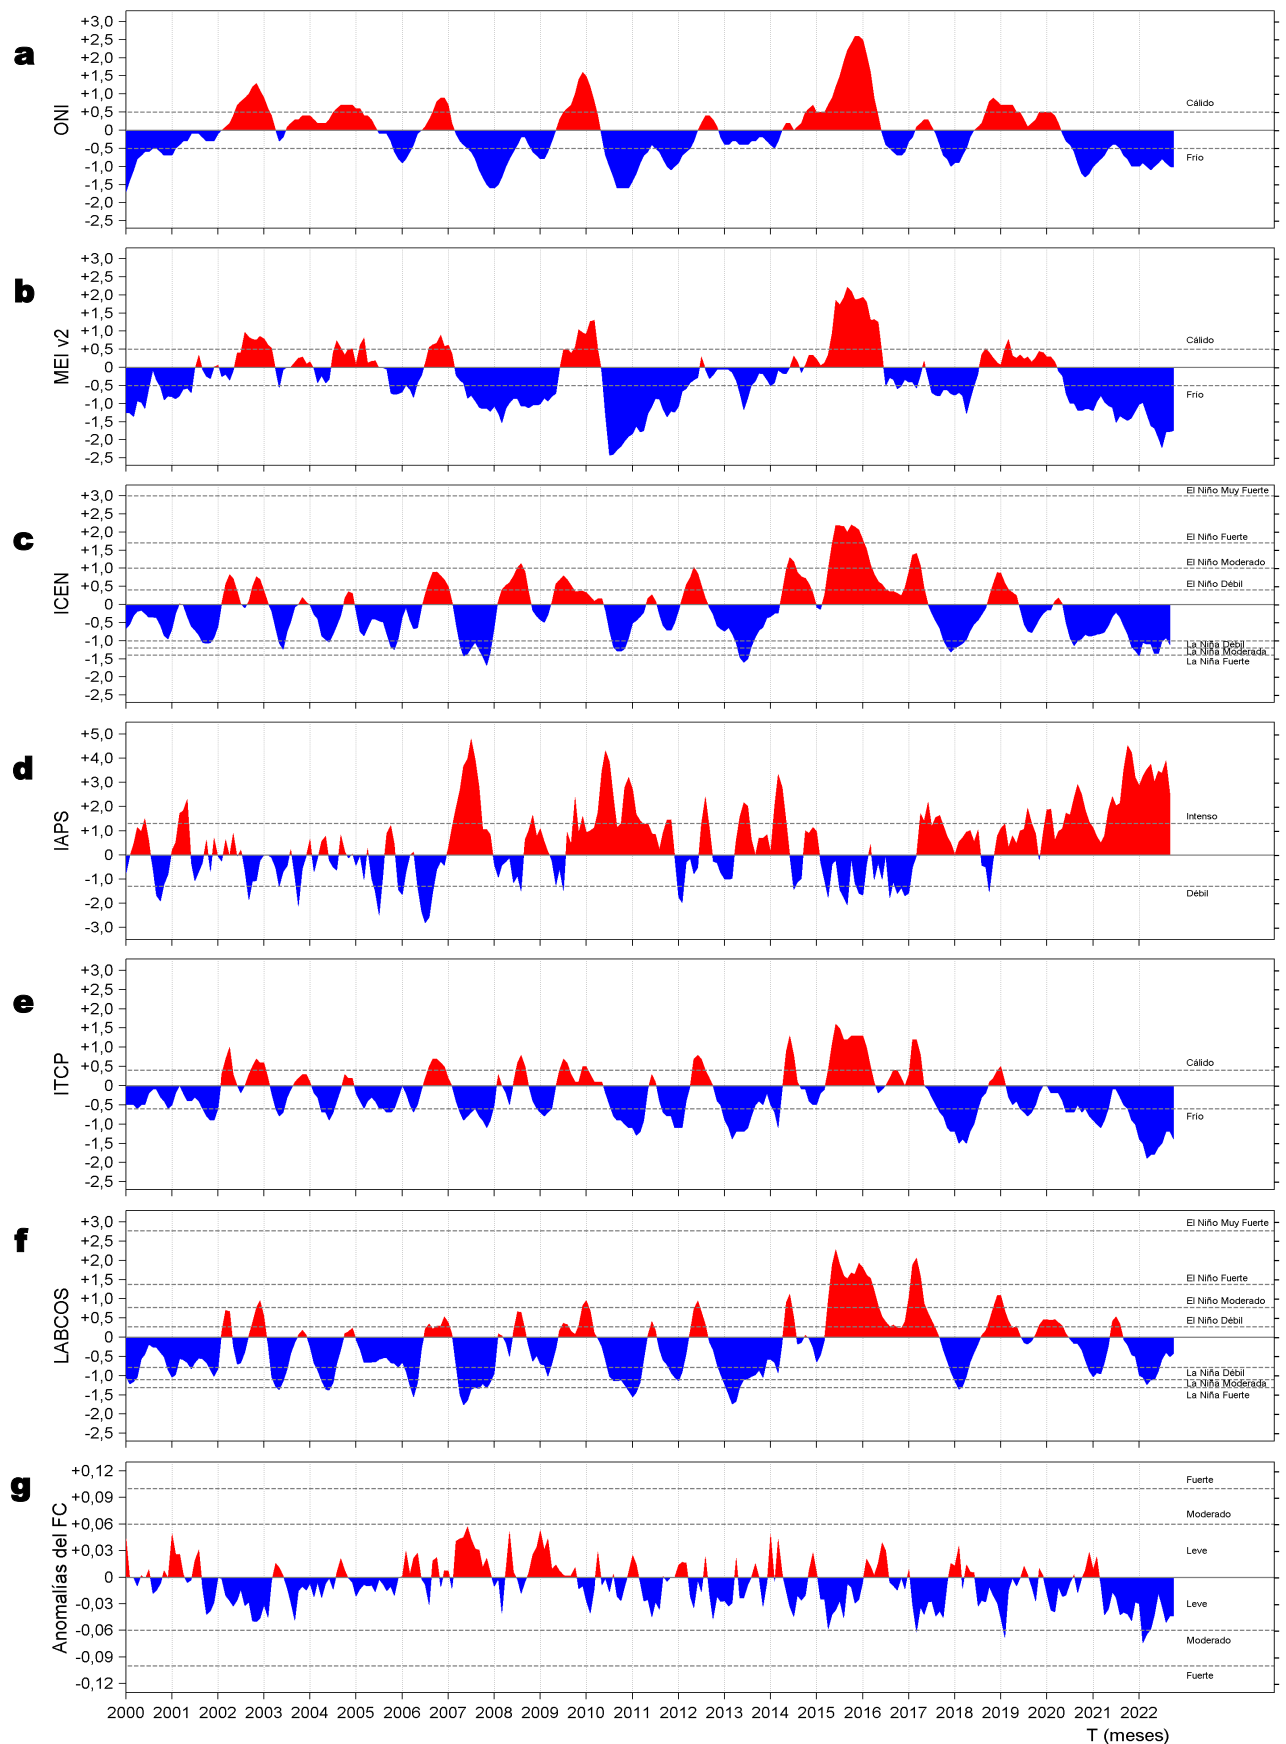 a
ONI
+3,0
+2,5
+2,0
+1,5
+1,0
+0,5
0
-0,5
-1,0
-1,5
-2,0
-2,5
Cálido
Frío
b
MEI v2
+3,0
+2,5
+2,0
+1,5
+1,0
+0,5
0
-0,5
-1,0
-1,5
-2,0
-2,5
Cálido
Frío
c
ICEN
+3,0
+2,5
+2,0
+1,5
+1,0
+0,5
0
-0,5
-1,0
-1,5
-2,0
-2,5
El Niño Muy Fuerte
El Niño Fuerte
El Niño Moderado
El Niño Débil
La Niña Débil
La Niña Moderada
La Niña Fuerte
d
IAPS
+5,0
+4,0
+3,0
+2,0
+1,0
0
-1,0
-2,0
-3,0
Intenso
Débil
e
ITCP
+3,0
+2,5
+2,0
+1,5
+1,0
+0,5
0
-0,5
-1,0
-1,5
-2,0
-2,5
Cálido
Frío
f
LABCOS
+3,0
+2,5
+2,0
+1,5
+1,0
+0,5
0
-0,5
-1,0
-1,5
-2,0
-2,5
El Niño Muy Fuerte
El Niño Fuerte
El Niño Moderado
El Niño Débil
La Niña Débil
La Niña Moderada
La Niña Fuerte
g
Anomalías del FC
+0,12
+0,09
+0,06
+0,03
0
-0,03
-0,06
-0,09
-0,12
Fuerte
Moderado
Leve
Leve
Moderado
Fuerte
2000 2001 2002 2003 2004 2005 2006 2007 2008 2009 2010 2011 2012 2013 2014 2015 2016 2017 2018 2019 2020 2021 2022
T (meses)